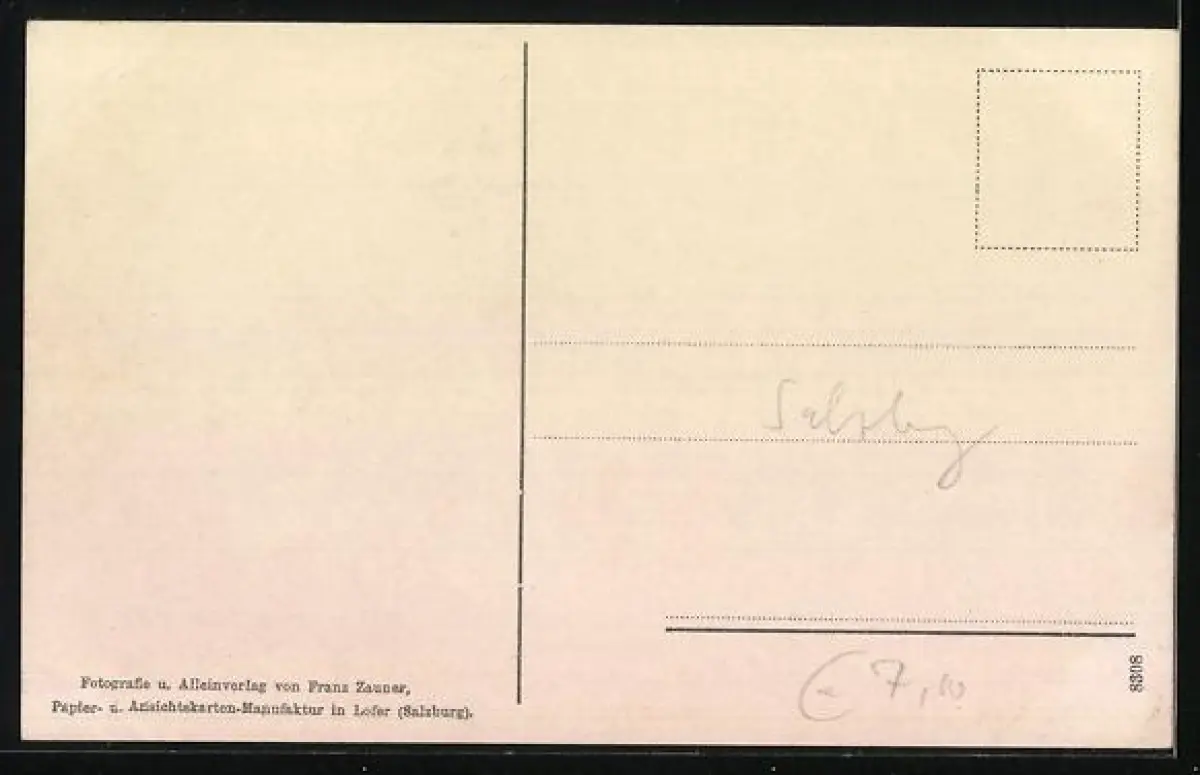 Salzburg
Fotografie u. Alleinverlag von Franz Zauner,
Papier- u. Ansichtskarten-Manufaktur in Lofer (Salzburg).
€ 7,10
8308